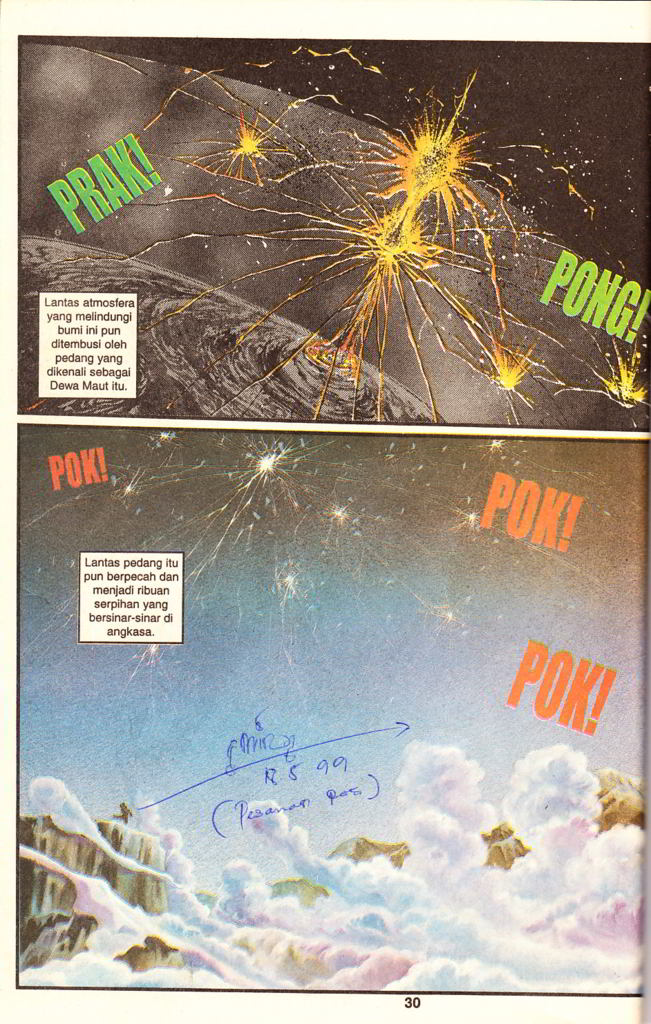 PRAK!
PONG!
Lantas atmosfera
yang melindungi
bumi ini pun
ditembusi oleh
pedang yang
dikenali sebagai
Dewa Maut itu.
POK!
POK!
Lantas pedang itu
pun berpecah dan
menjadi ribuan
serpihan yang
bersinar-sinar di
angkasa.
POK!
99
(Pesanan
30